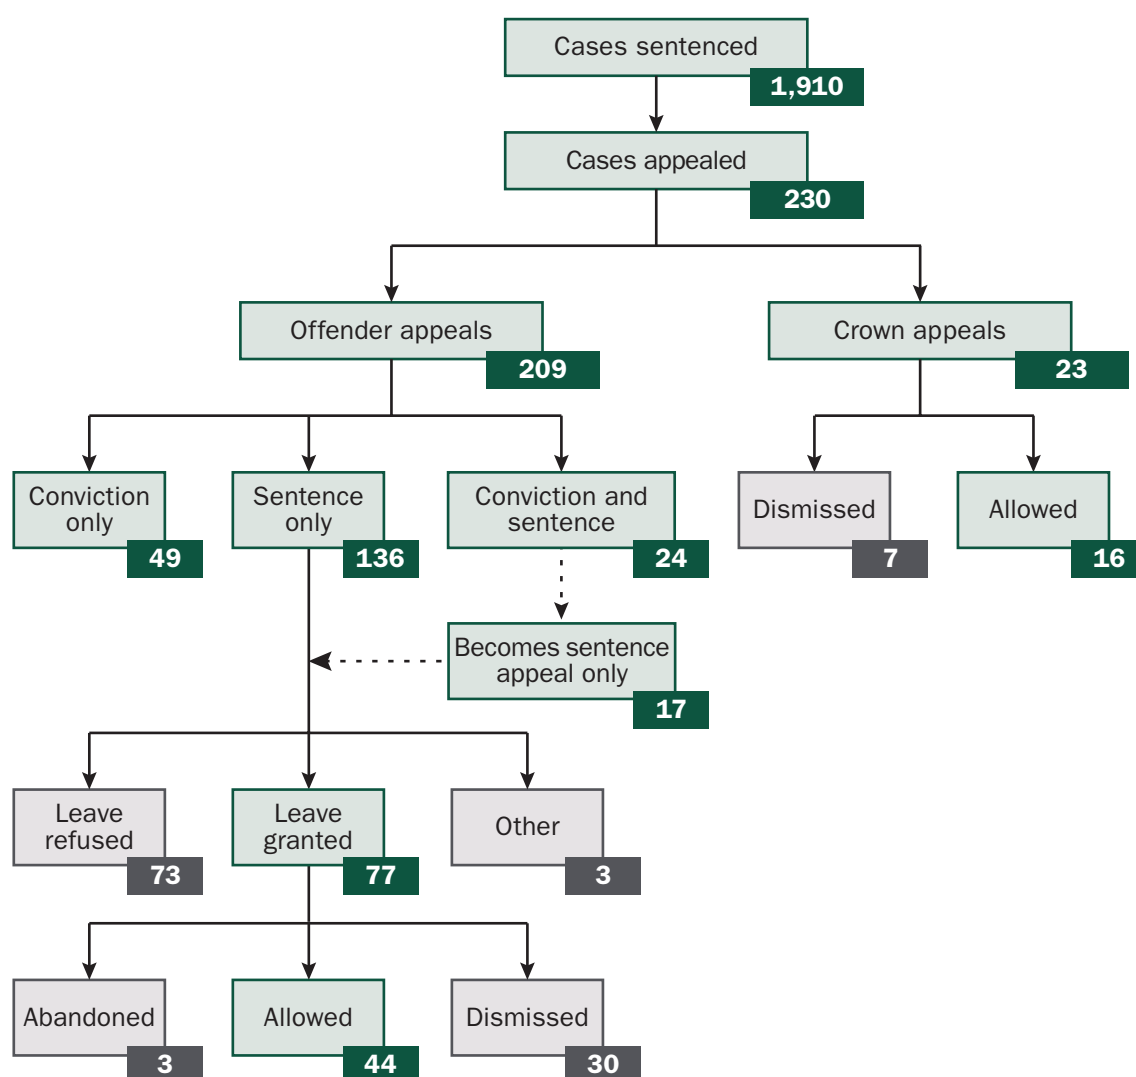 Cases sentenced
1,910
Cases appealed
230
Offender appeals
209
Crown appeals
23
Conviction
only
49
Sentence
only
136
Conviction and
sentence
24
Dismissed
7
Allowed
16
Becomes sentence
appeal only
17
Leave
refused
73
Leave
granted
77
Other
3
Abandoned
3
Allowed
44
Dismissed
30